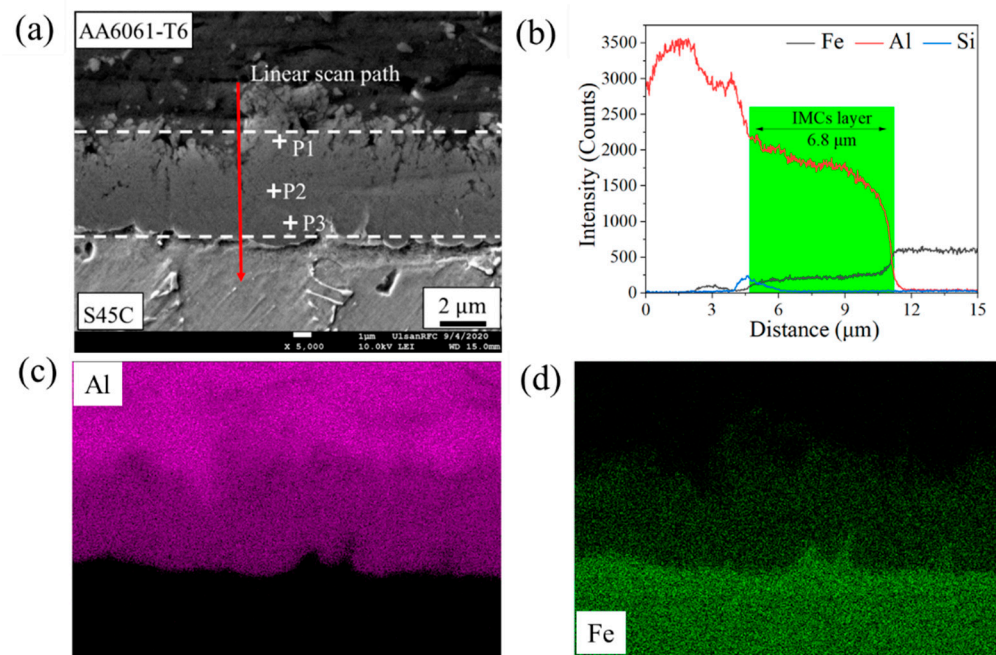 (a)
AA6061-T6
Linear scan path
P1
P2
P3
S45C
2 μm
1μm UlsanRFC 9/4/2020
X 5,000 10.0kV LEI WD 15.0mm
(b)
Fe Al Si
IMCs layer
6.8 μm
Intensity (Counts)
3500
3000
2500
2000
1500
1000
500
0
0 3 6 9 12 15
Distance (μm)
(c)
Al
(d)
Fe